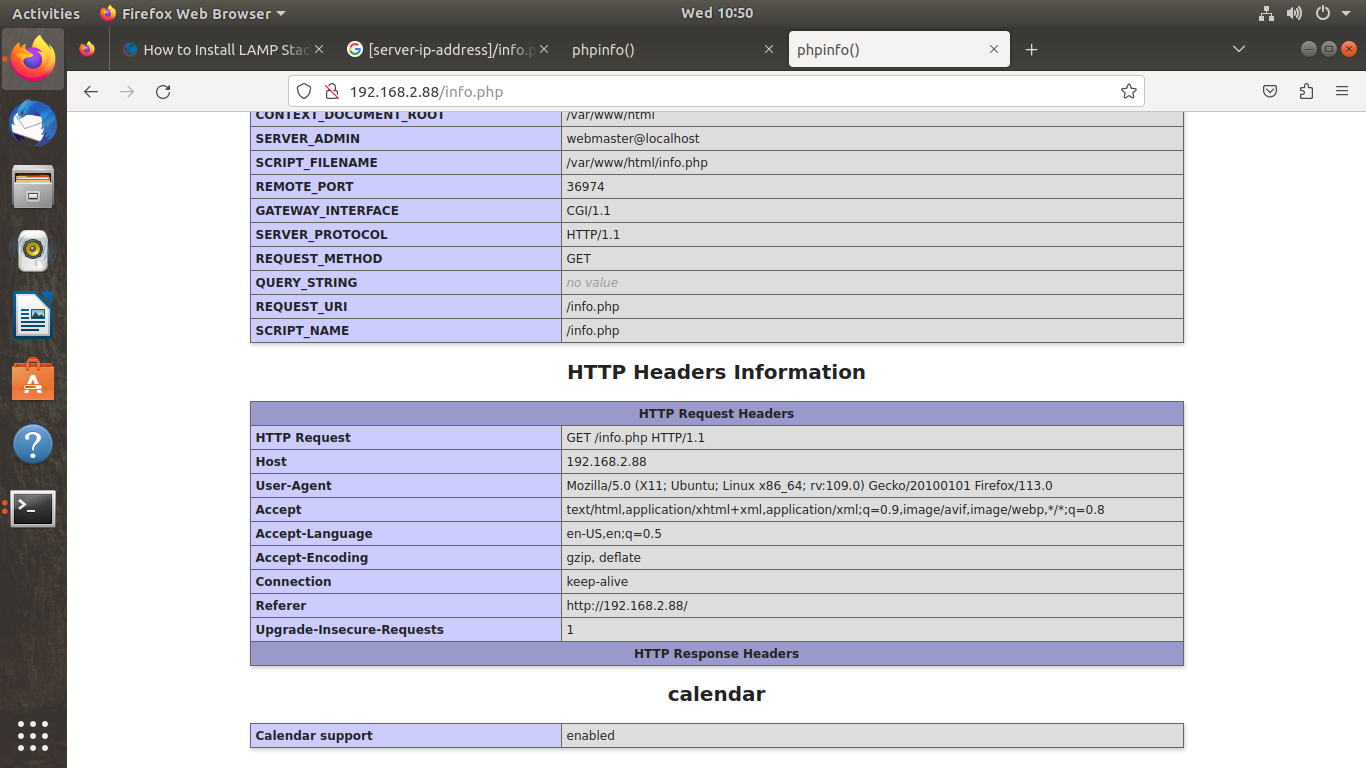 Activities Firefox Web Browser Wed 10:50
How to Install LAMP Stac [server-ip-address]/info.p phpinfo() phpinfo()
192.168.2.88/info.php
CONTEXT_DOCUMENT_ROOT /var/www/html
SERVER_ADMIN webmaster@localhost
SCRIPT_FILENAME /var/www/html/info.php
REMOTE_PORT 36974
GATEWAY_INTERFACE CGI/1.1
SERVER_PROTOCOL HTTP/1.1
REQUEST_METHOD GET
QUERY_STRING no value
REQUEST_URI /info.php
SCRIPT_NAME /info.php
HTTP Headers Information
HTTP Request Headers
HTTP Request GET /info.php HTTP/1.1
Host 192.168.2.88
User-Agent Mozilla/5.0 (X11; Ubuntu; Linux x86_64; rv:109.0) Gecko/20100101 Firefox/113.0
Accept text/html,application/xhtml+xml,application/xml;q=0.9,image/avif,image/webp,*/*;q=0.8
Accept-Language en-US,en;q=0.5
Accept-Encoding gzip, deflate
Connection keep-alive
Referer http://192.168.2.88/
Upgrade-Insecure-Requests 1
HTTP Response Headers
calendar
Calendar support enabled